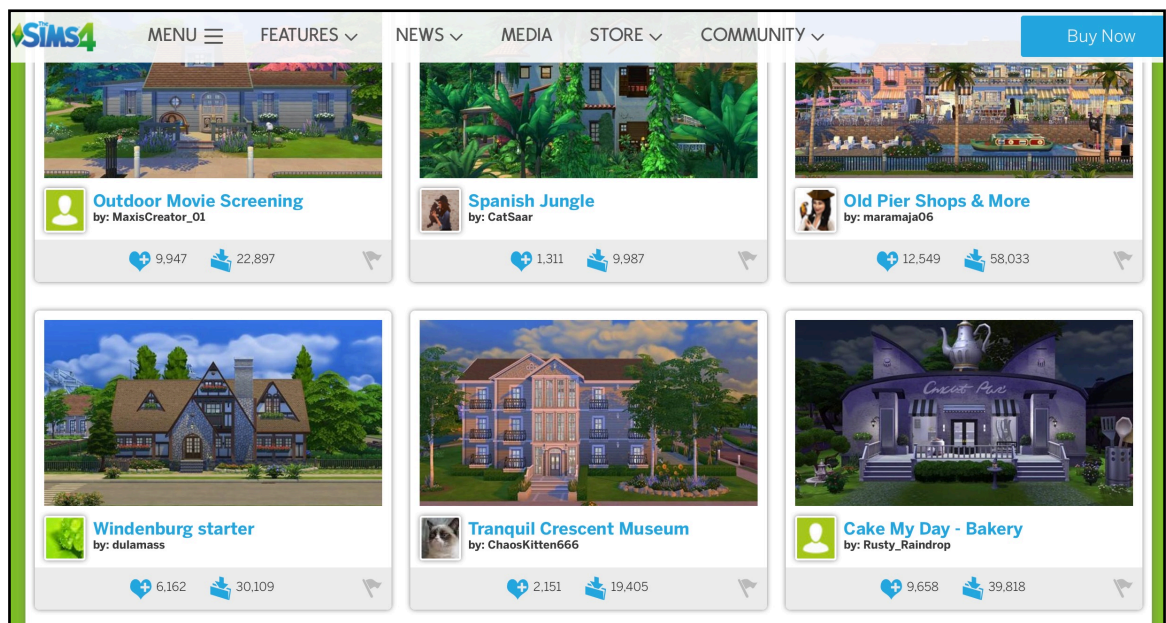 The SIMS 4
MENU FEATURES NEWS MEDIA STORE COMMUNITY Buy Now
Outdoor Movie Screening
by: MaxisCreator_01
9,947 22,897
Spanish Jungle
by: CatSaar
1,311 9,987
Old Pier Shops & More
by: maramaja06
12,549 58,033
Windenburg starter
by: dulamass
6,162 30,109
Tranquil Crescent Museum
by: ChaosKitten666
2,151 19,405
Cake My Day - Bakery
by: Rusty_Raindrop
9,658 39,818